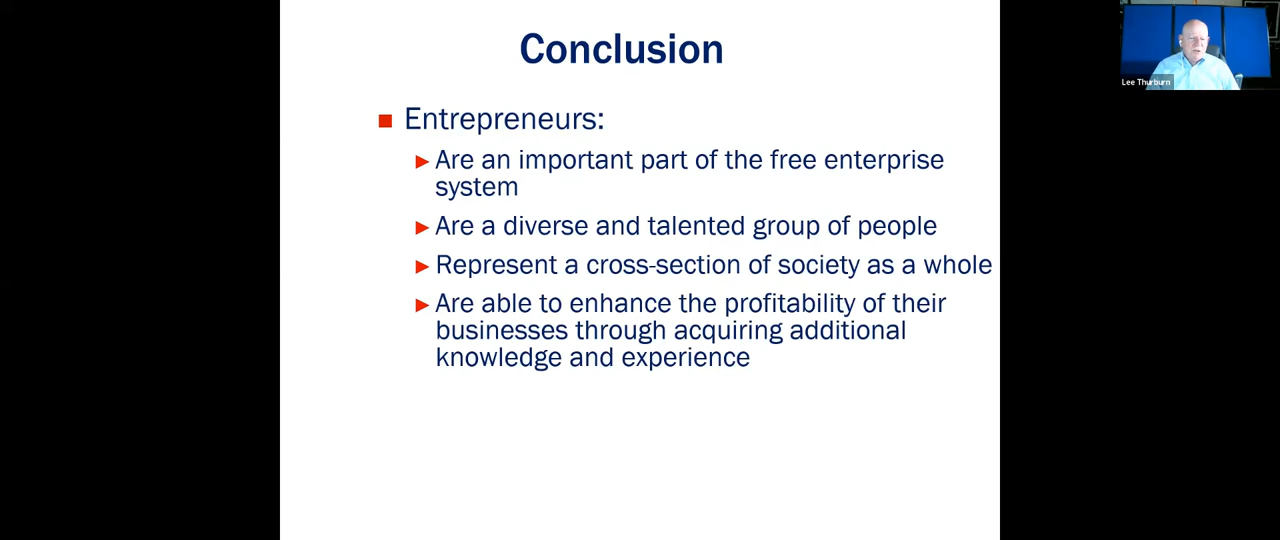 Conclusion
Entrepreneurs:
Are an important part of the free enterprise
system
Are a diverse and talented group of people
Represent a cross-section of society as a whole
Are able to enhance the profitability of their
businesses through acquiring additional
knowledge and experience
Lee Thurburn